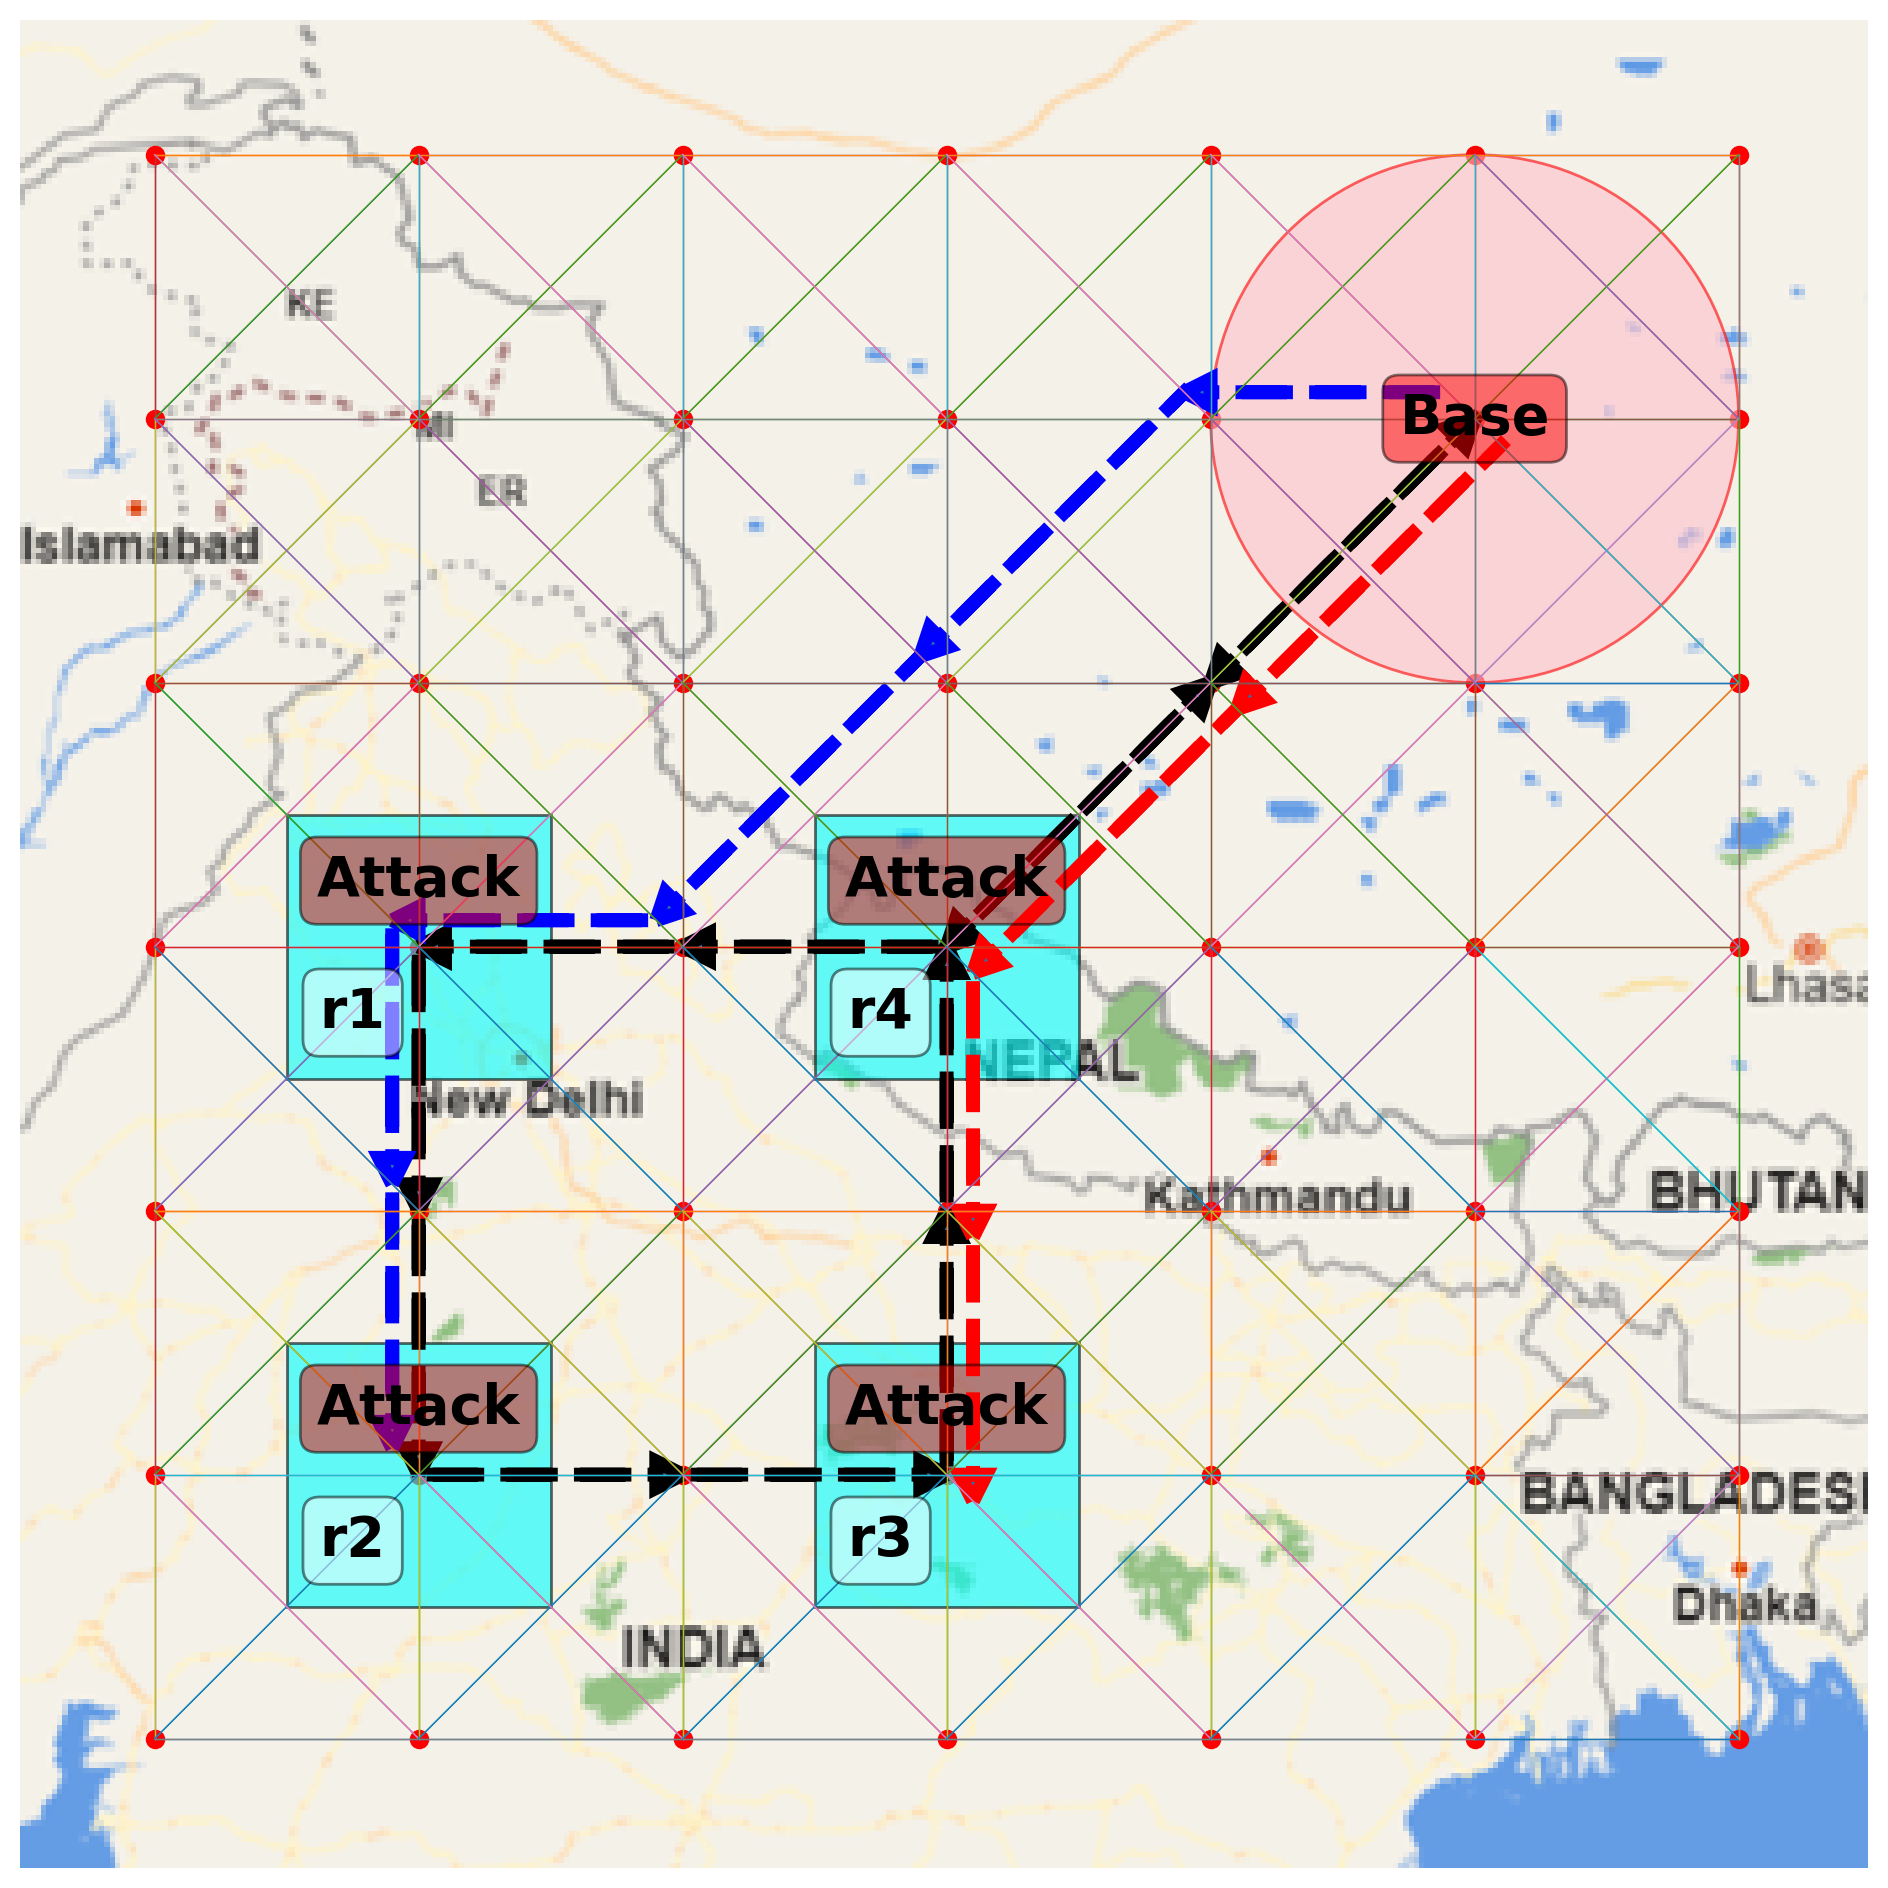 KE
MI
ER
Base
Islamabad
Attack
Attack
r1
r4
Lhasa
NEPAL
New Delhi
Kathmandu
BHUTAN
Attack
Attack
r2
r3
BANGLADESH
Dhaka
INDIA